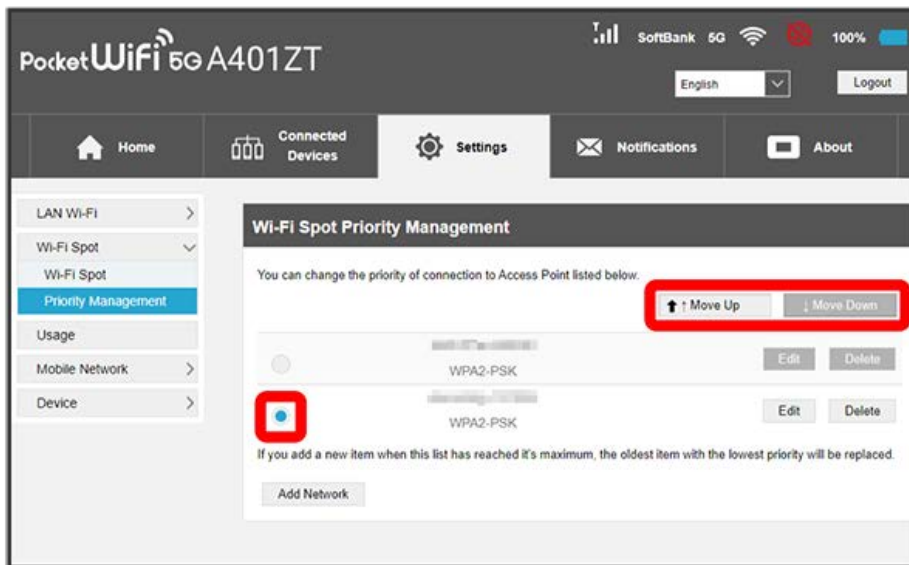 Pocket WiFi 5G A401ZT
SoftBank 5G 100%
English
Logout
Home
Connected Devices
Settings
Notifications
About
LAN Wi-Fi
Wi-Fi Spot
Wi-Fi Spot
Priority Management
Usage
Mobile Network
Device
Wi-Fi Spot Priority Management
You can change the priority of connection to Access Point listed below.
↑ Move Up
↓ Move Down
WPA2-PSK
Edit
Delete
WPA2-PSK
Edit
Delete
If you add a new item when this list has reached it's maximum, the oldest item with the lowest priority will be replaced.
Add Network